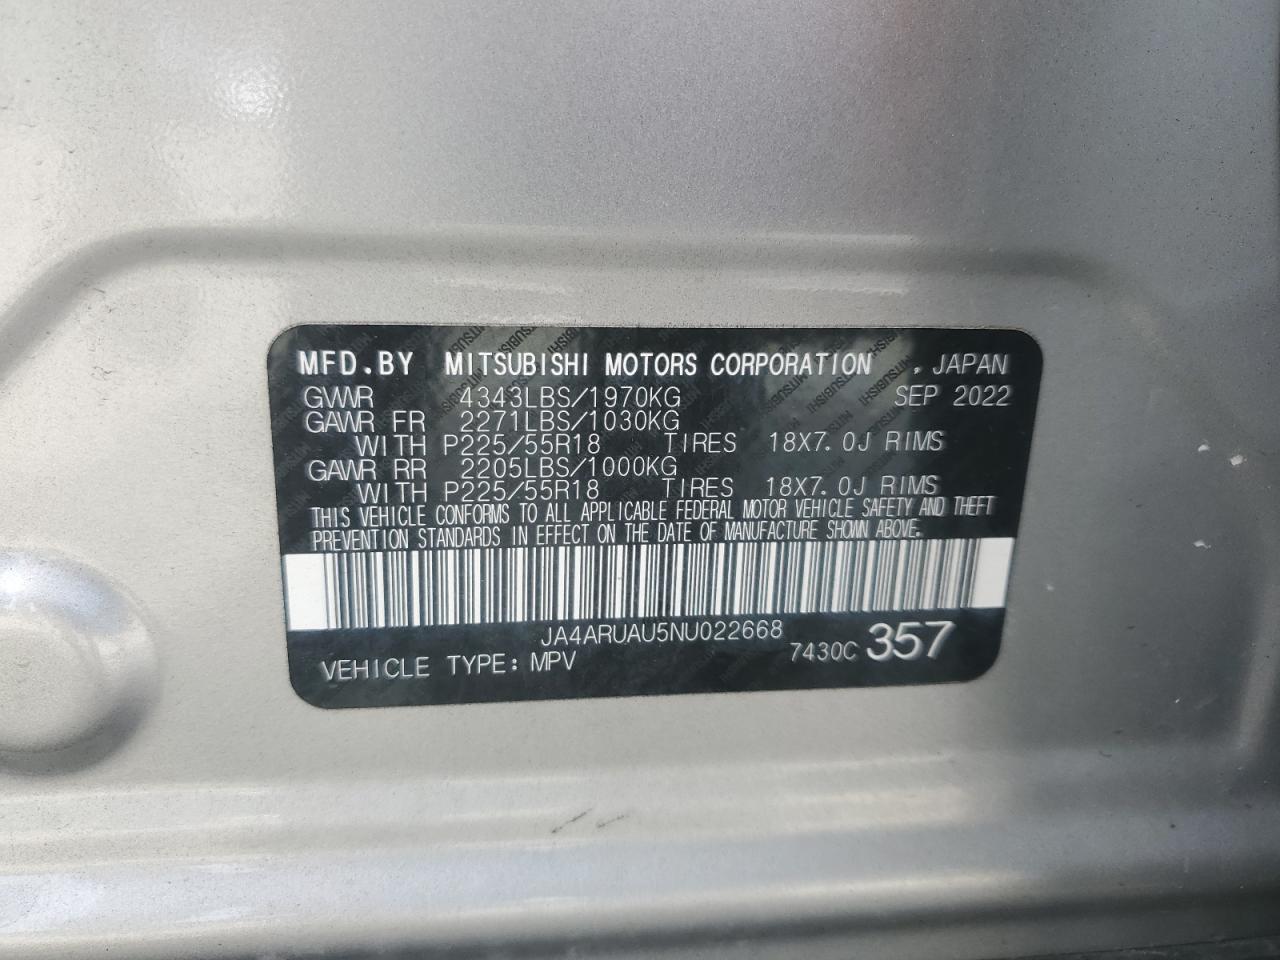 MFD.BY MITSUBISHI MOTORS CORPORATION , JAPAN
GVWR 4343LBS/1970KG SEP 2022
GAWR FR 2271LBS/1030KG
WITH P225/55R18 TIRES 18X7.0J RIMS
GAWR RR 2205LBS/1000KG
WITH P225/55R18 TIRES 18X7.0J RIMS
THIS VEHICLE CONFORMS TO ALL APPLICABLE FEDERAL MOTOR VEHICLE SAFETY AND THEFT
PREVENTION STANDARDS IN EFFECT ON THE DATE OF MANUFACTURE SHOWN ABOVE.
JA4ARUAU5NU022668
VEHICLE TYPE: MPV 7430C 357